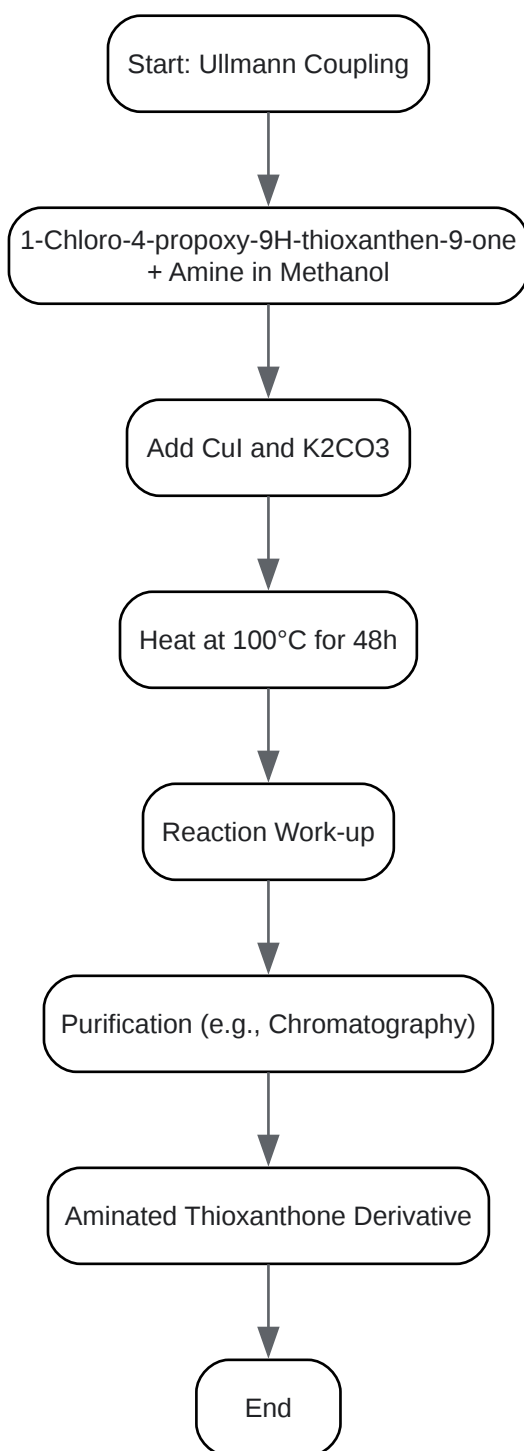 Start: Ullmann Coupling
1-Chloro-4-propoxy-9H-thioxanthen-9-one
+ Amine in Methanol
Add CuI and K2CO3
Heat at 100°C for 48h
Reaction Work-up
Purification (e.g., Chromatography)
Aminated Thioxanthone Derivative
End